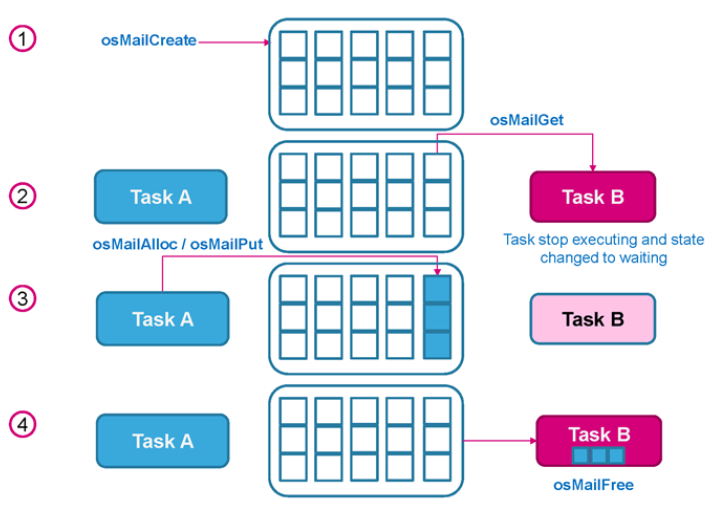 1
osMailCreate
osMailGet
2
Task A
Task B
Task stop executing and state
changed to waiting
osMailAlloc / osMailPut
3
Task A
Task B
4
Task A
Task B
osMailFree